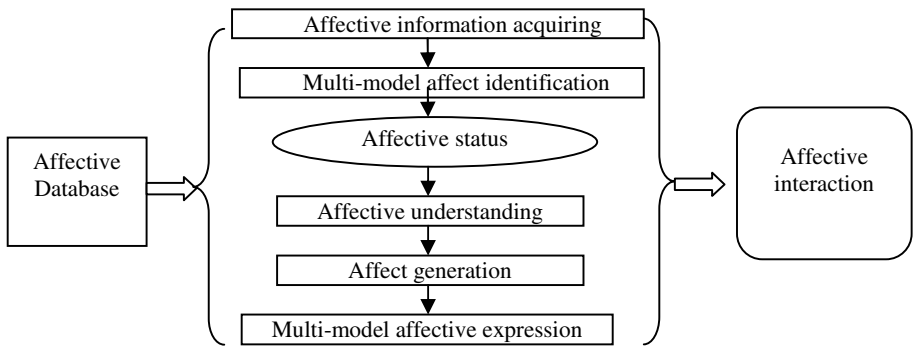 Affective
Database
Affective information acquiring
Multi-model affect identification
Affective status
Affective understanding
Affect generation
Multi-model affective expression
Affective
interaction